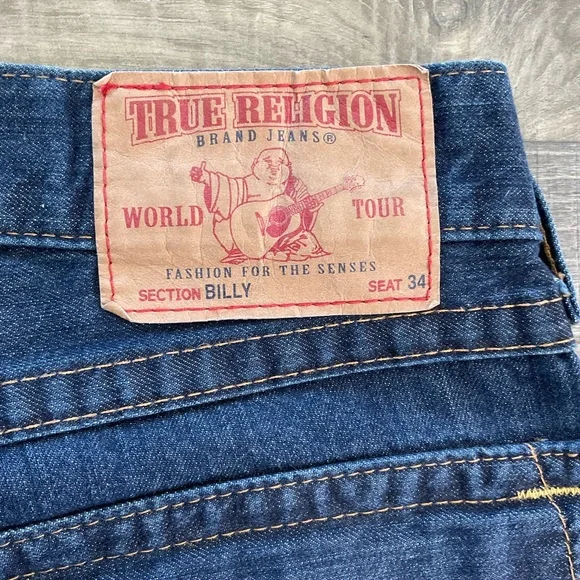 TRUE RELIGION
BRAND JEANS®
WORLD TOUR
FASHION FOR THE SENSES
SECTION BILLY SEAT 34